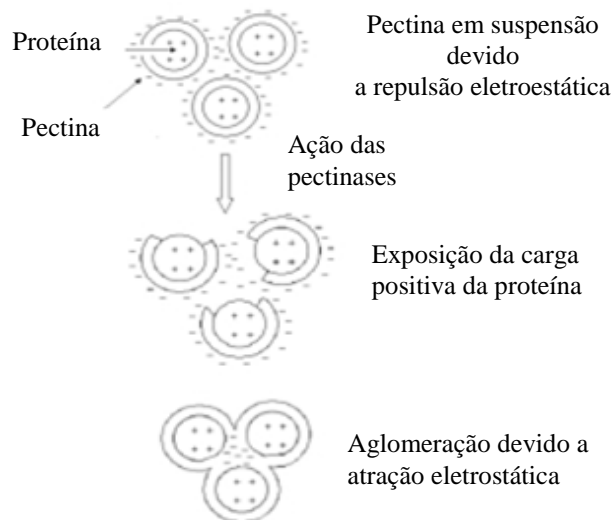 Proteína
Pectina
Pectina em suspensão
devido
a repulsão eletroestática
Ação das
pectinases
Exposição da carga
positiva da proteína
Aglomeração devido a
atração eletrostática